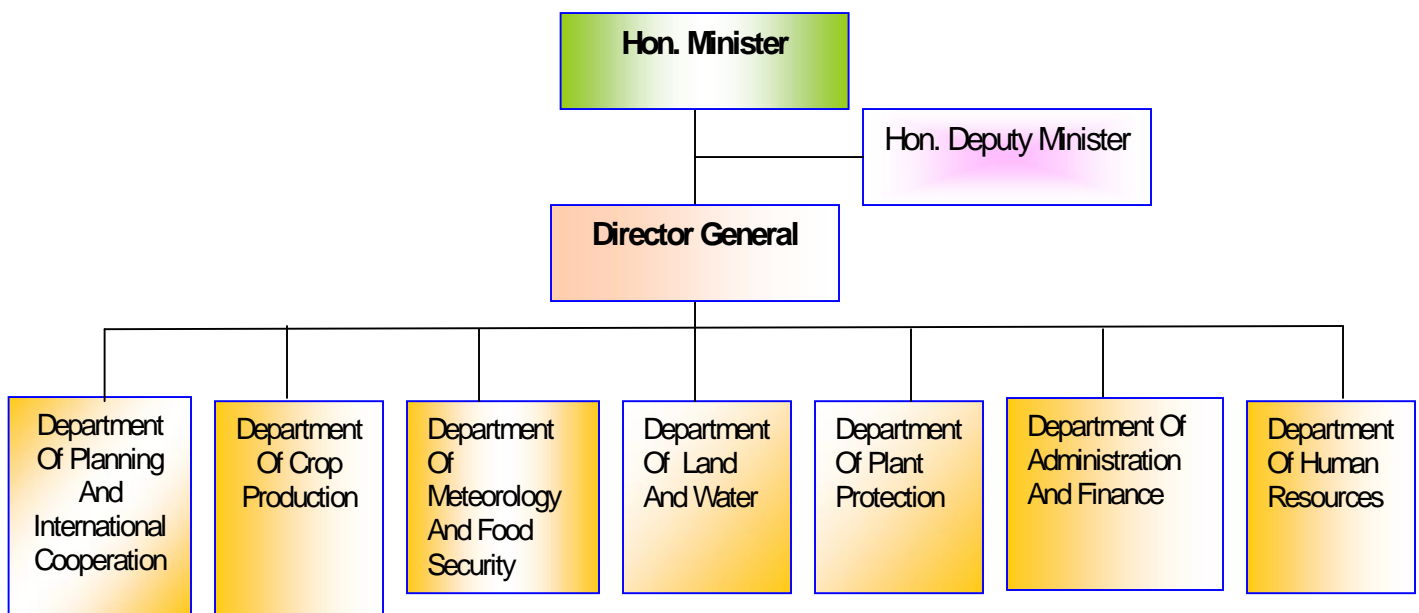 Hon. Minister
Hon. Deputy Minister
Director General
Department
Of Planning
And
International
Cooperation
Department
Of Crop
Production
Department
Of
Meteorology
And Food
Security
Department
Of Land
And Water
Department
Of Plant
Protection
Department Of
Administration
And Finance
Department
Of Human
Resources